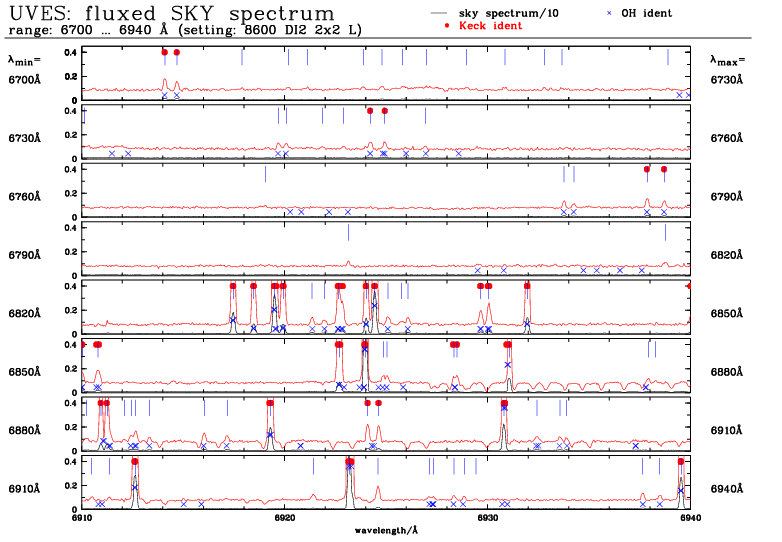 UVES: fluxed SKY spectrum
range: 6700 ... 6940 Å (setting: 8600 DI2 2x2 L)
sky spectrum/10
OH ident
Keck ident
λmin=
λmax=
0.4
0.2
0
6700Å
6730Å
0.4
0.2
0
6730Å
6760Å
0.4
0.2
0
6760Å
6790Å
0.4
0.2
0
6790Å
6820Å
0.4
0.2
0
6820Å
6850Å
0.4
0.2
0
6850Å
6880Å
0.4
0.2
0
6880Å
6910Å
0.4
0.2
0
6910Å
6940Å
6910 6920 6930 6940
wavelength/Å